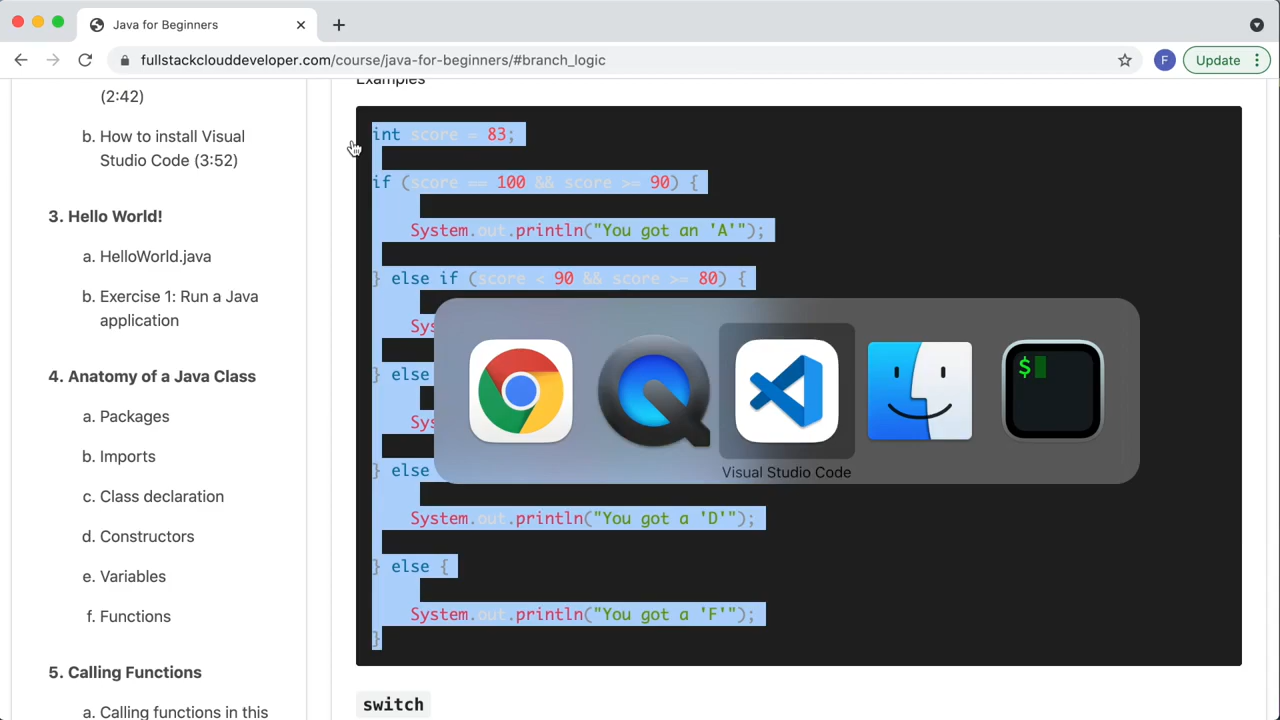 Java for Beginners
fullstackclouddeveloper.com/course/java-for-beginners/#branch_logic
F
Update
(2:42)
b. How to install Visual
Studio Code (3:52)
3. Hello World!
a. HelloWorld.java
b. Exercise 1: Run a Java
application
4. Anatomy of a Java Class
a. Packages
b. Imports
c. Class declaration
d. Constructors
e. Variables
f. Functions
5. Calling Functions
a. Calling functions in this
Examples
int score = 83;
if (score == 100 && score >= 90) {
System.out.println("You got an 'A'");
} else if (score < 90 && score >= 80) {
Sys
} else
Sys
} else
System.out.println("You got a 'D'");
} else {
System.out.println("You got a 'F'");
}
switch
$
Visual Studio Code